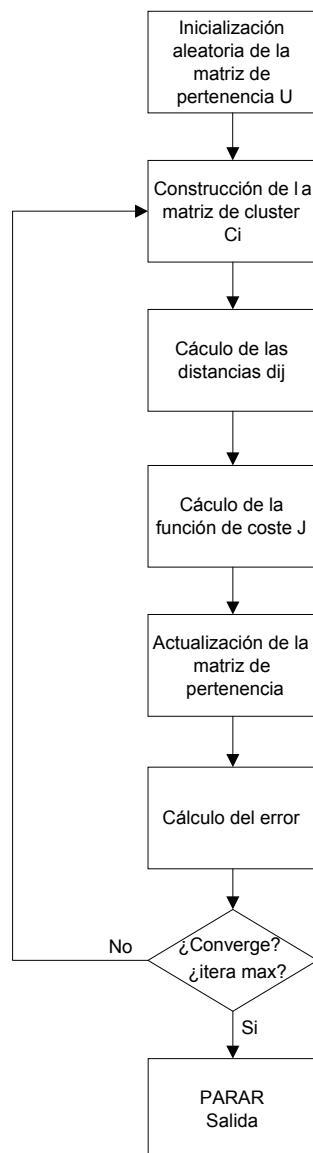 Inicialización
aleatoria de la
matriz de
pertenencia U
Construcción de l a
matriz de cluster
Ci
Cáculo de las
distancias dij
Cáculo de la
función de coste J
Actualización de la
matriz de
pertenencia
Cálculo del error
¿Converge?
¿itera max?
No
Si
PARAR
Salida